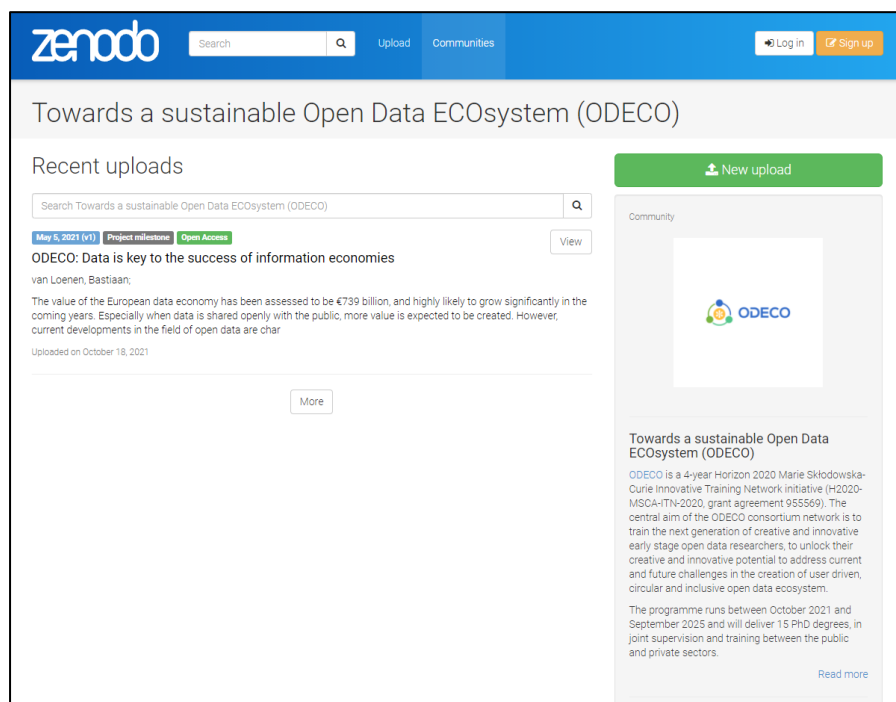 zenodo
Search
Upload
Communities
Log in
Sign up
Towards a sustainable Open Data ECOsystem (ODECO)
Recent uploads
New upload
Search Towards a sustainable Open Data ECOsystem (ODECO)
May 5, 2021 (v1) Project milestone Open Access
View
ODECO: Data is key to the success of information economies
van Loenen, Bastiaan;
The value of the European data economy has been assessed to be €739 billion, and highly likely to grow significantly in the
coming years. Especially when data is shared openly with the public, more value is expected to be created. However,
current developments in the field of open data are char
Uploaded on October 18, 2021
More
Community
ODECO
Towards a sustainable Open Data
ECOsystem (ODECO)
ODECO is a 4-year Horizon 2020 Marie Skłodowska-
Curie Innovative Training Network initiative (H2020-
MSCA-ITN-2020, grant agreement 955569). The
central aim of the ODECO consortium network is to
train the next generation of creative and innovative
early stage open data researchers, to unlock their
creative and innovative potential to address current
and future challenges in the creation of user driven,
circular and inclusive open data ecosystem.
The programme runs between October 2021 and
September 2025 and will deliver 15 PhD degrees, in
joint supervision and training between the public
and private sectors.
Read more